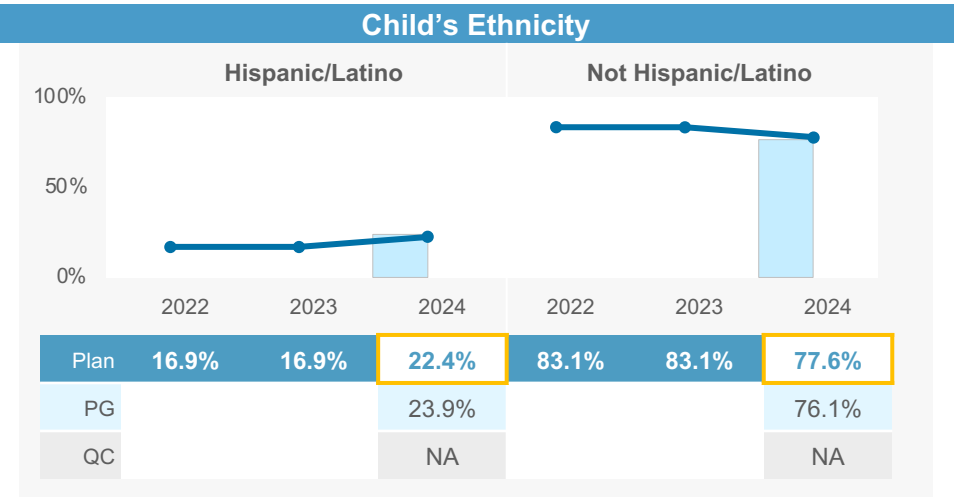 Child’s Ethnicity
Hispanic/Latino Not Hispanic/Latino
100%
50%
0%
2022 2023 2024 2022 2023 2024
Plan 16.9% 16.9% 22.4% 83.1% 83.1% 77.6%
PG 23.9% 76.1%
QC NA NA